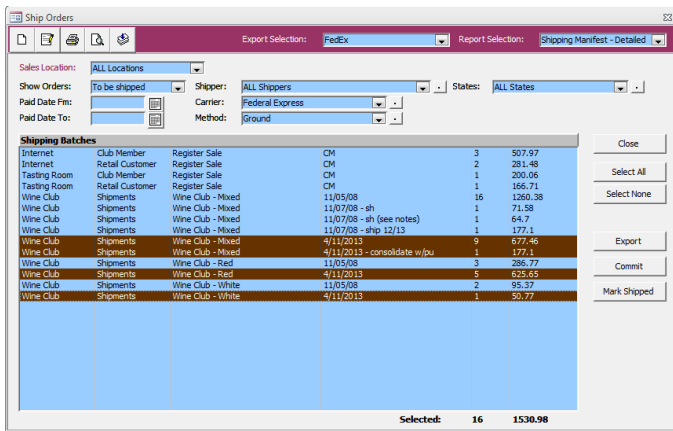 Ship Orders
Export Selection: FedEx Report Selection: Shipping Manifest - Detailed
Sales Location: ALL Locations
Show Orders: To be shipped Shipper: ALL Shippers . States: ALL States .
Paid Date Fm: Carrier: Federal Express .
Paid Date To: Method: Ground .
Shipping Batches Close
Internet Club Member Register Sale CM 3 507.97
Internet Retail Customer Register Sale CM 2 281.48
Tasting Room Club Member Register Sale CM 1 200.06 Select All
Tasting Room Retail Customer Register Sale CM 1 166.71
Wine Club Shipments Wine Club - Mixed 11/05/08 16 1260.38 Select None
Wine Club Shipments Wine Club - Mixed 11/07/08 - sh 1 71.58
Wine Club Shipments Wine Club - Mixed 11/07/08 - sh (see notes) 1 64.7
Wine Club Shipments Wine Club - Mixed 11/07/08 - ship 12/13 1 177.1
Wine Club Shipments Wine Club - Mixed 4/11/2013 9 677.46 Export
Wine Club Shipments Wine Club - Mixed 4/11/2013 - consolidate w/pu 1 177.1
Wine Club Shipments Wine Club - Red 11/05/08 3 286.77 Commit
Wine Club Shipments Wine Club - Red 4/11/2013 5 625.65
Wine Club Shipments Wine Club - White 11/05/08 2 95.37
Wine Club Shipments Wine Club - White 4/11/2013 1 50.77 Mark Shipped
Selected: 16 1530.98